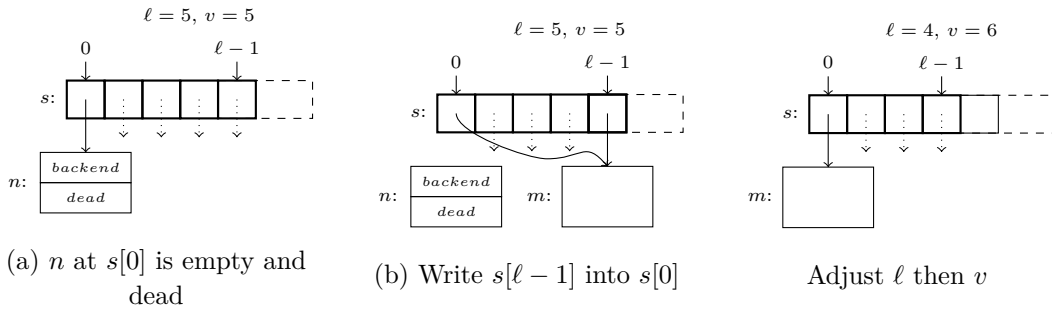 ℓ = 5, v = 5
0
ℓ − 1
s:
n:
backend
dead
(a) n at s[0] is empty and
dead
ℓ = 5, v = 5
0
ℓ − 1
s:
n:
backend
dead
m:
(b) Write s[ℓ − 1] into s[0]
ℓ = 4, v = 6
0
ℓ − 1
s:
m:
Adjust ℓ then v